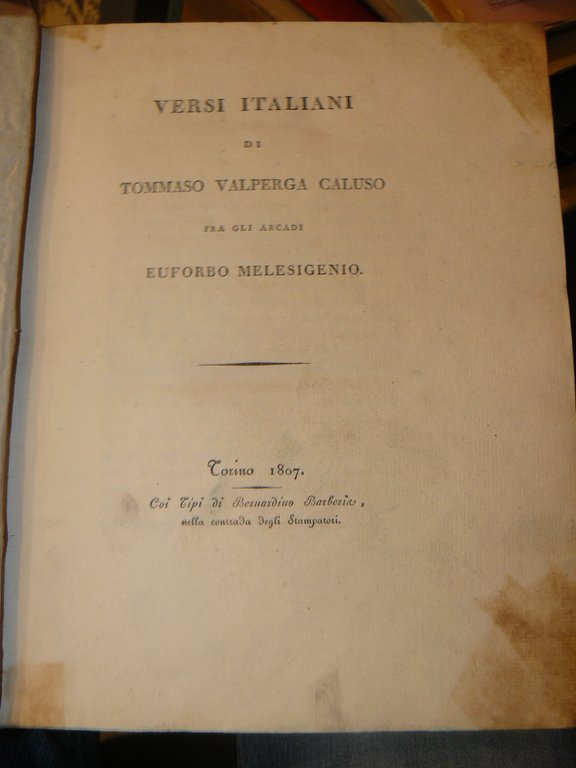 VERSI ITALIANI
DI
TOMMASO VALPERGA CALUSO
FRA GLI ARCADI
EUFORBO MELESIGENIO.
Torino 1807.
Coi Tipi di Bernardino Barberis,
nella contrada degli Stampatori.